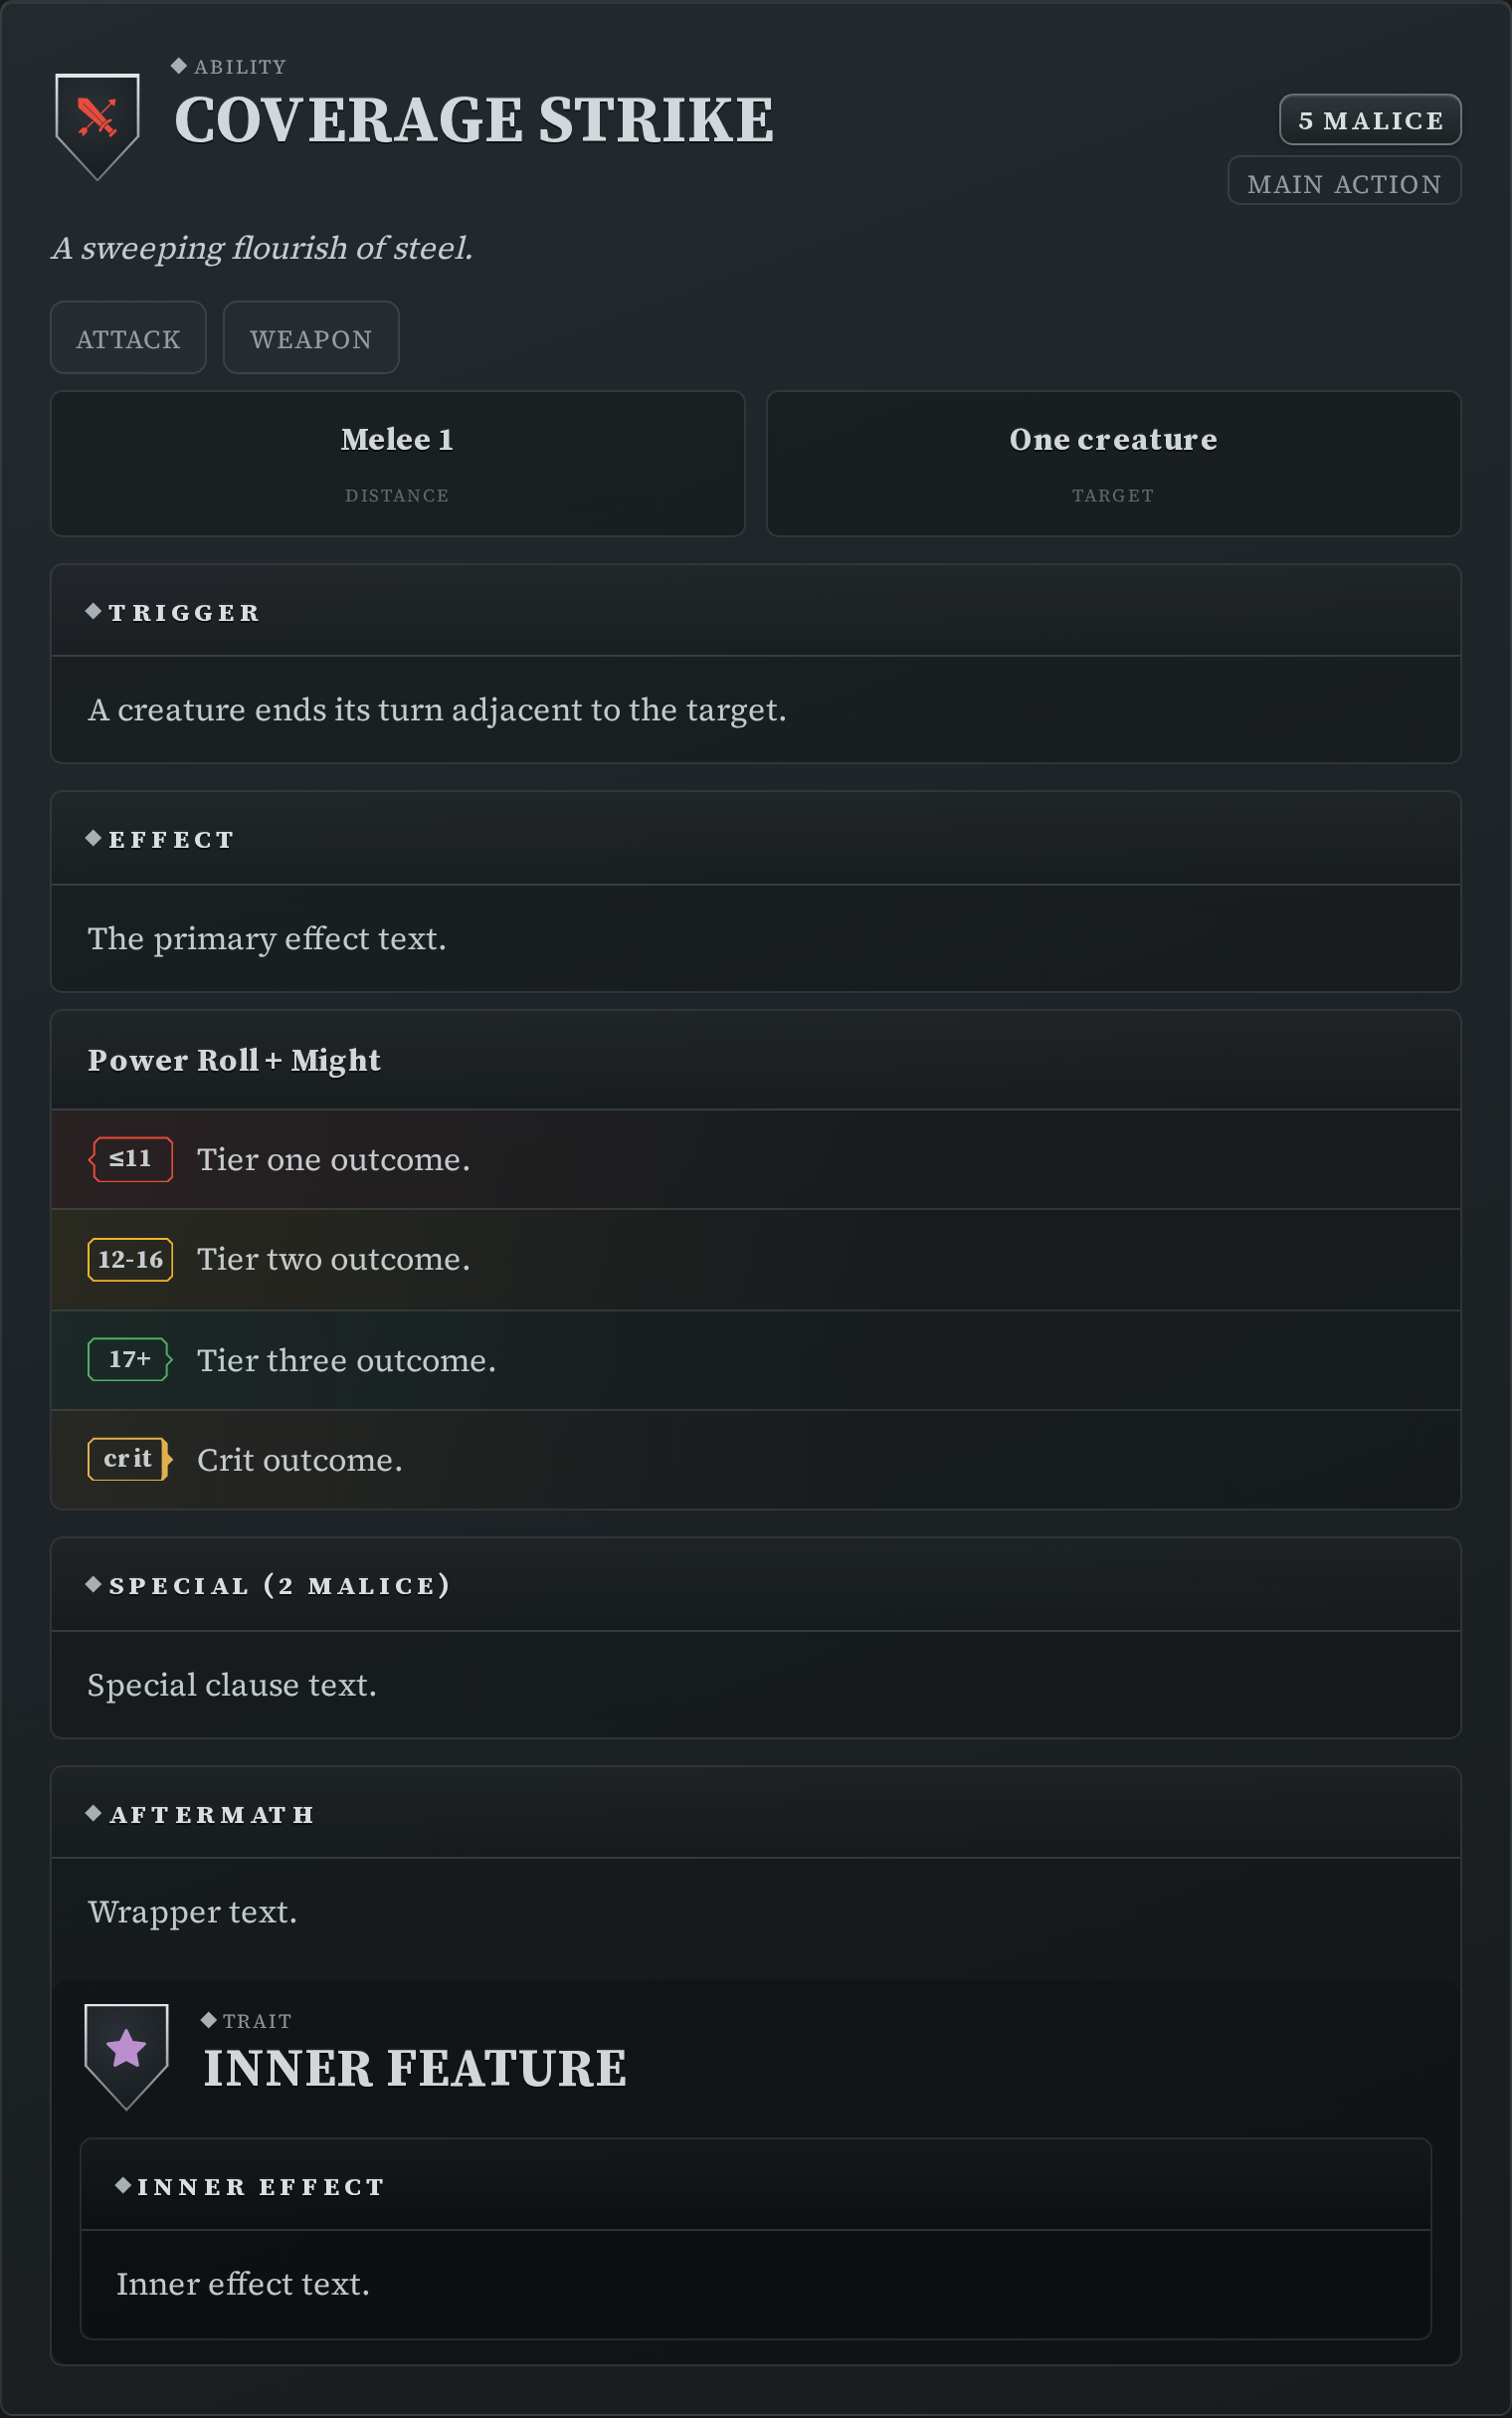 ABILITY
COVERAGE STRIKE
5 MALICE
MAIN ACTION
A sweeping flourish of steel.
ATTACK WEAPON
Melee 1
DISTANCE
One creature
TARGET
TRIGGER
A creature ends its turn adjacent to the target.
EFFECT
The primary effect text.
Power Roll + Might
≤11 Tier one outcome.
12-16 Tier two outcome.
17+ Tier three outcome.
crit Crit outcome.
SPECIAL (2 MALICE)
Special clause text.
AFTERMATH
Wrapper text.
TRAIT
INNER FEATURE
INNER EFFECT
Inner effect text.